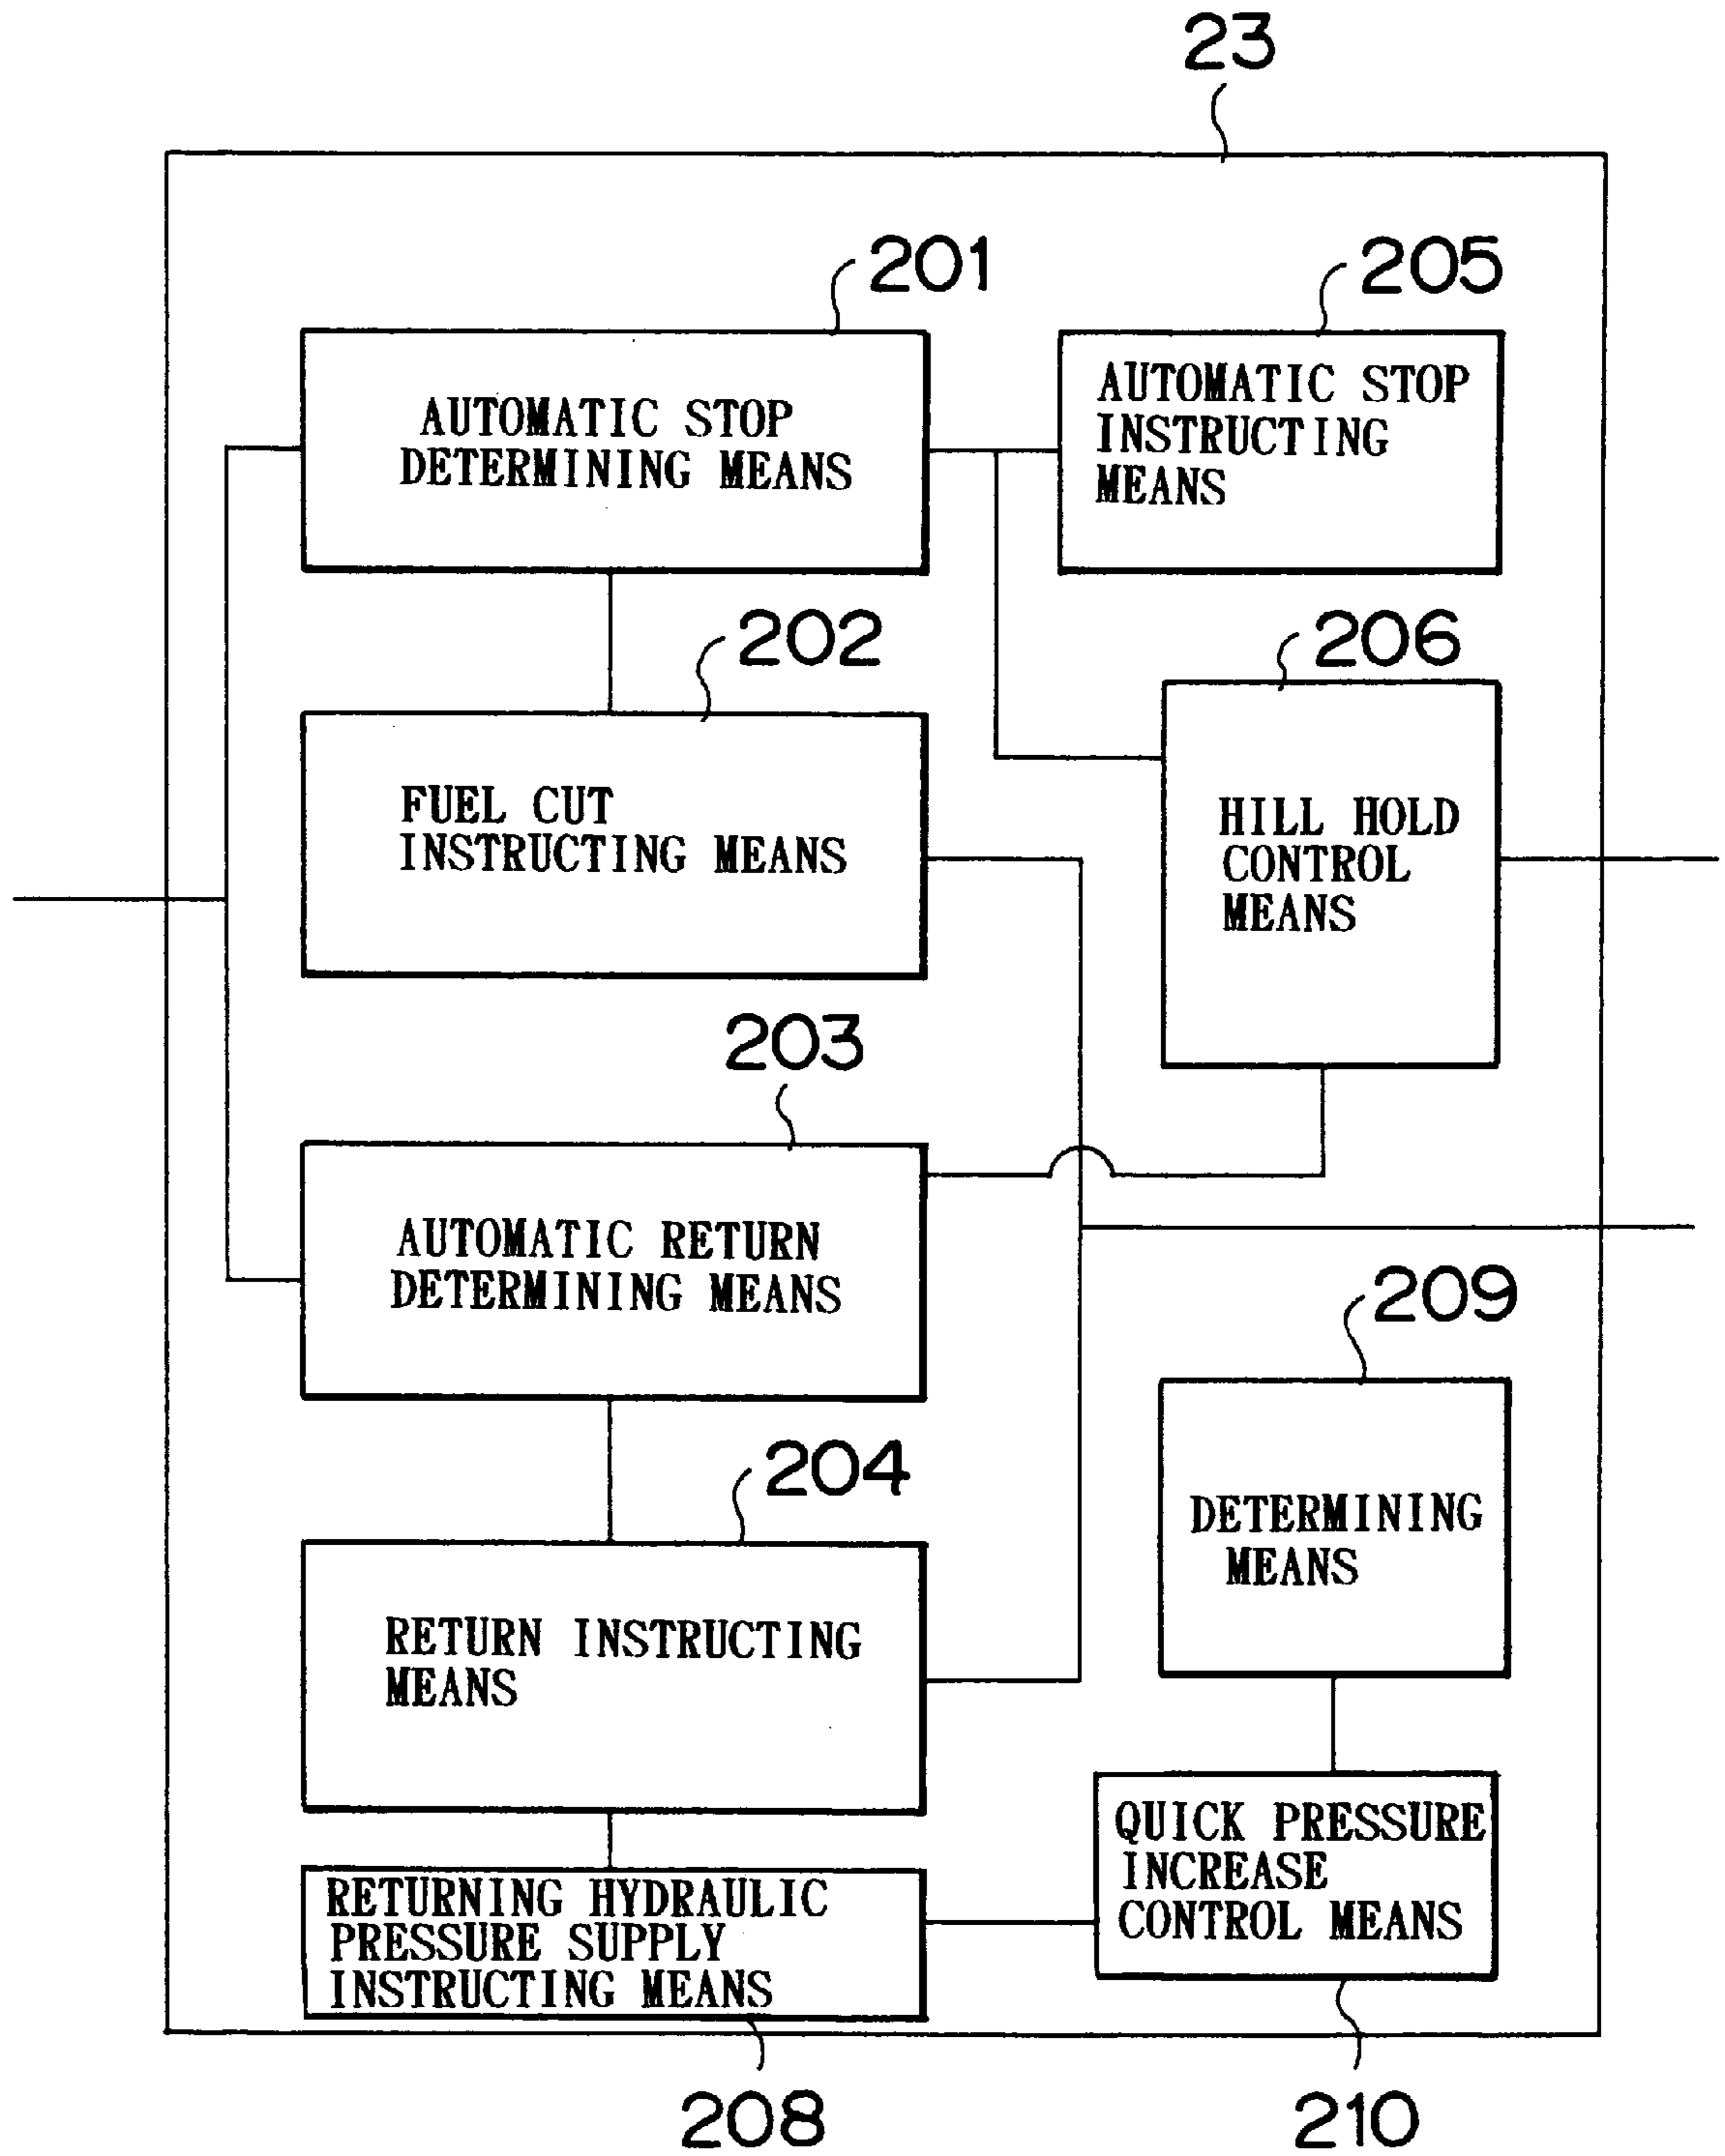 23
201
AUTOMATIC STOP
DETERMINING MEANS
205
AUTOMATIC STOP
INSTRUCTING
MEANS
202
FUEL CUT
INSTRUCTING MEANS
206
HILL HOLD
CONTROL
MEANS
203
AUTOMATIC RETURN
DETERMINING MEANS
209
DETERMINING
MEANS
204
RETURN INSTRUCTING
MEANS
QUICK PRESSURE
INCREASE
CONTROL MEANS
210
RETURNING HYDRAULIC
PRESSURE SUPPLY
INSTRUCTING MEANS
208